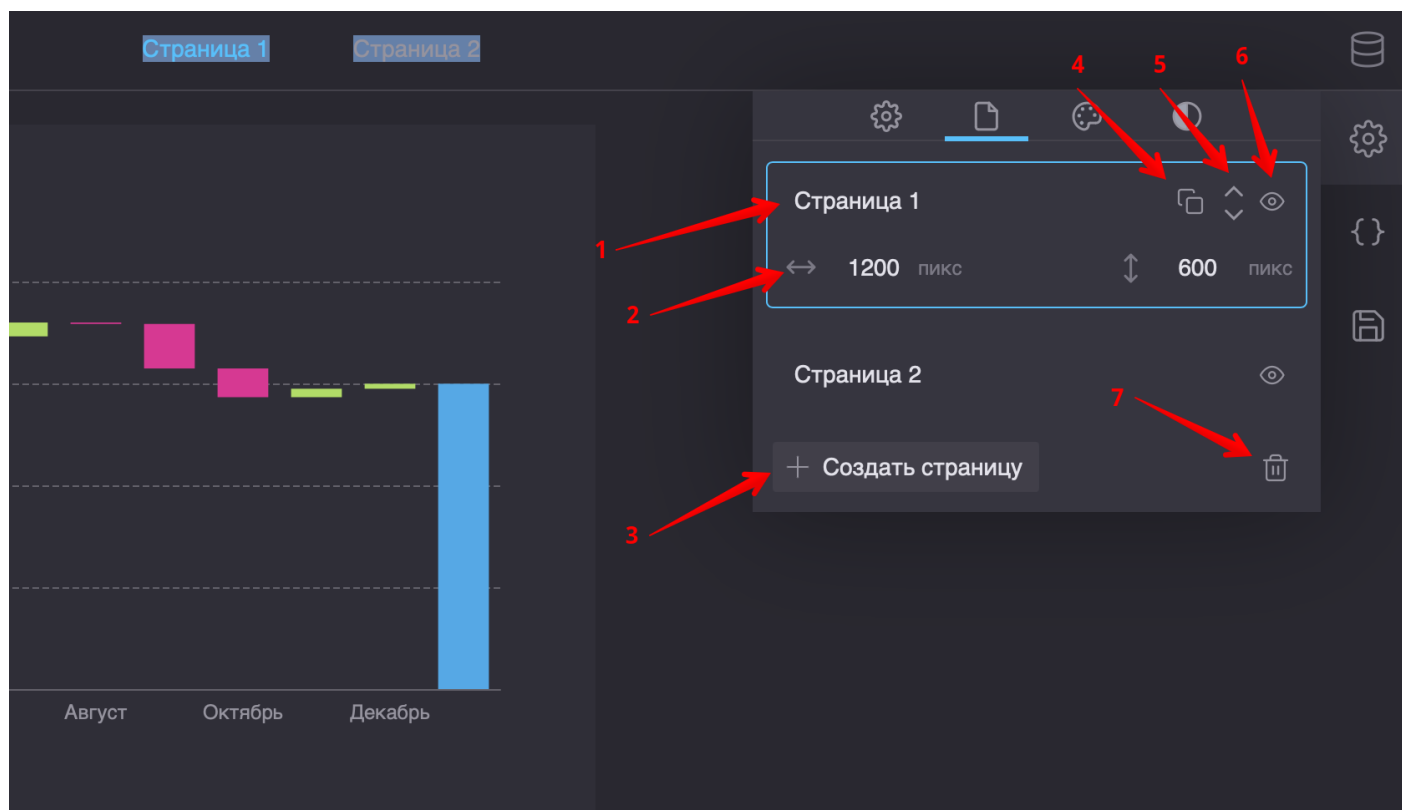 Страница 1 Страница 2
4 5 6
Страница 1
1
1200 пикс 600 пикс
2
Страница 2
7
Создать страницу
3
Август Октябрь Декабрь